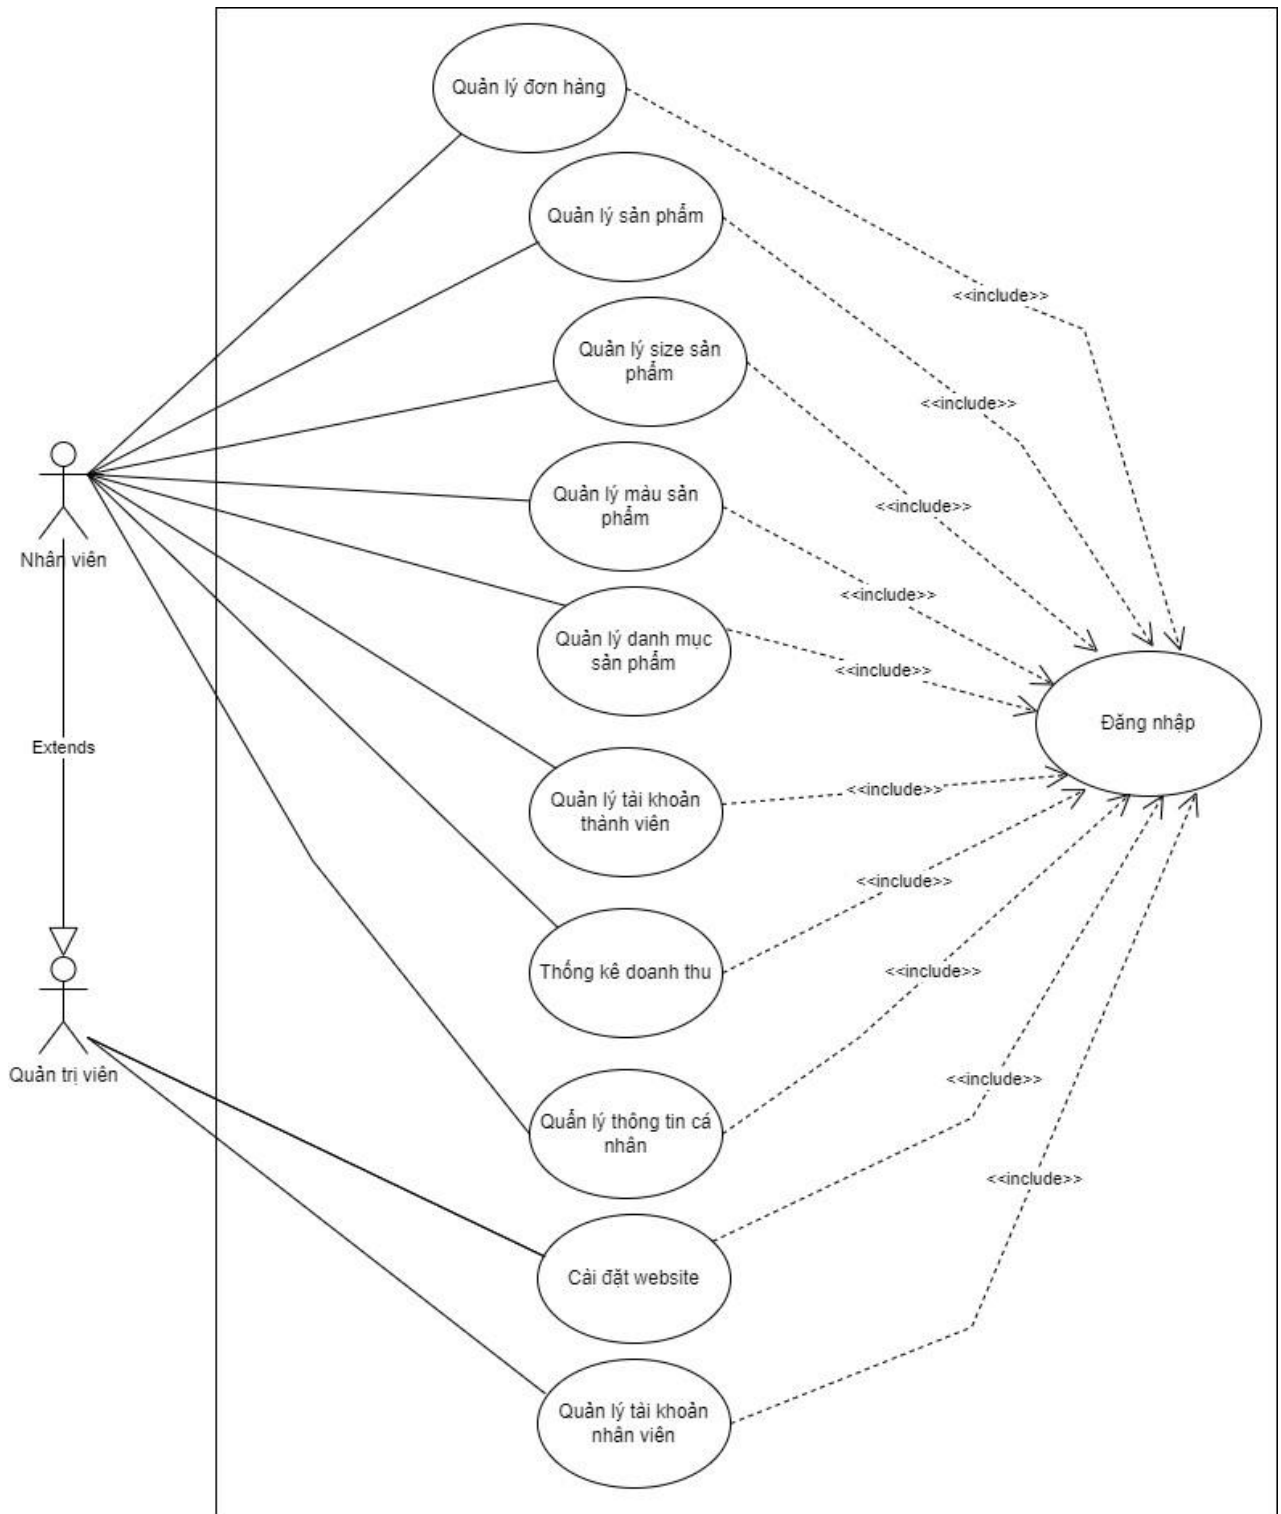 Quản lý đơn hàng
Quản lý sản phẩm
<<include>>
Quản lý size sản
phẩm
<<include>>
Quản lý màu sản
phẩm
<<include>>
Nhân viên
<<include>>
Quản lý danh mục
sản phẩm
<<include>>
Đăng nhập
Extends
Quản lý tài khoản
thành viên
<<include>>
<<include>>
Thống kê doanh thu
<<include>>
Quản trị viên
<<include>>
Quẩn lý thông tin cá
nhân
<<include>>
Cài đặt website
Quản lý tài khoản
nhân viên